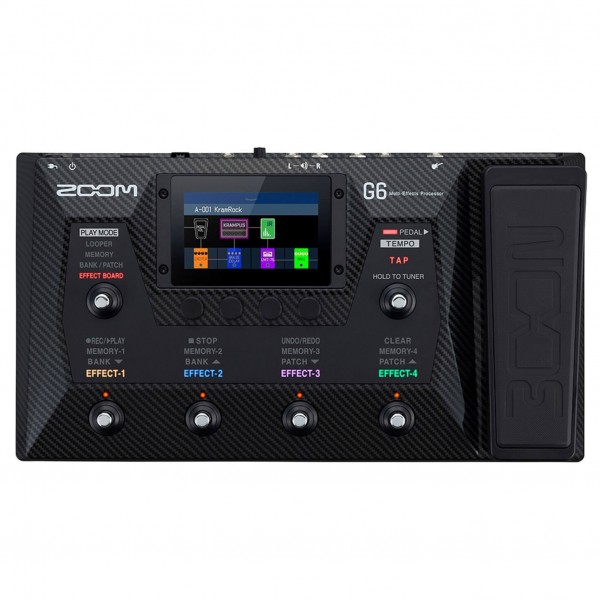 L R
ZOOM
G6 Multi-Effects Processor
A-001 KramRock
KRAMPUS
PLAY MODE
LOOPER
MEMORY
BANK / PATCH
EFFECT BOARD
PEDAL ▶
TEMPO
TAP
HOLD TO TUNER
●REC/▶PLAY
MEMORY-1
BANK ▼
EFFECT-1
■ STOP
MEMORY-2
BANK ▲
EFFECT-2
UNDO/REDO
MEMORY-3
PATCH ▼
EFFECT-3
CLEAR
MEMORY-4
PATCH ▲
EFFECT-4
ZOOM